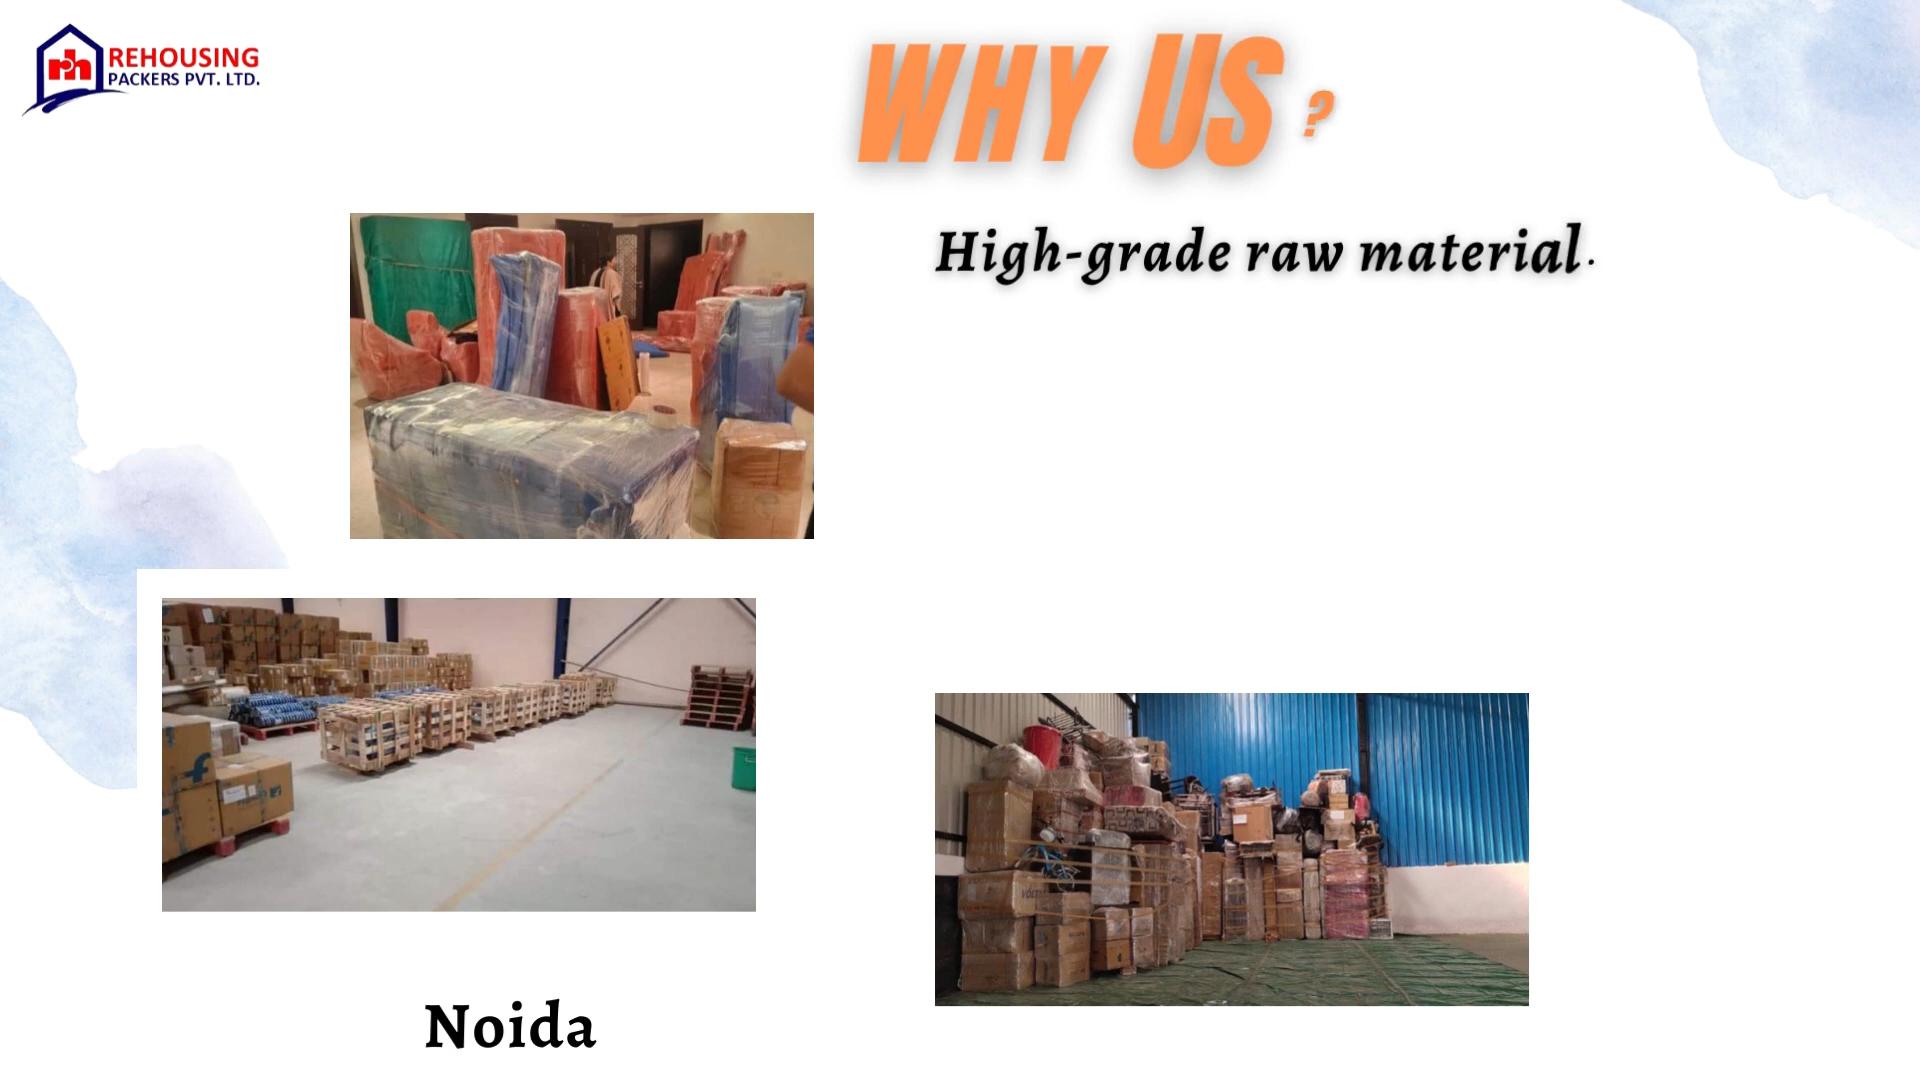 REHOUSING
PACKERS PVT. LTD.
WHY US ?
High-grade raw material.
Noida